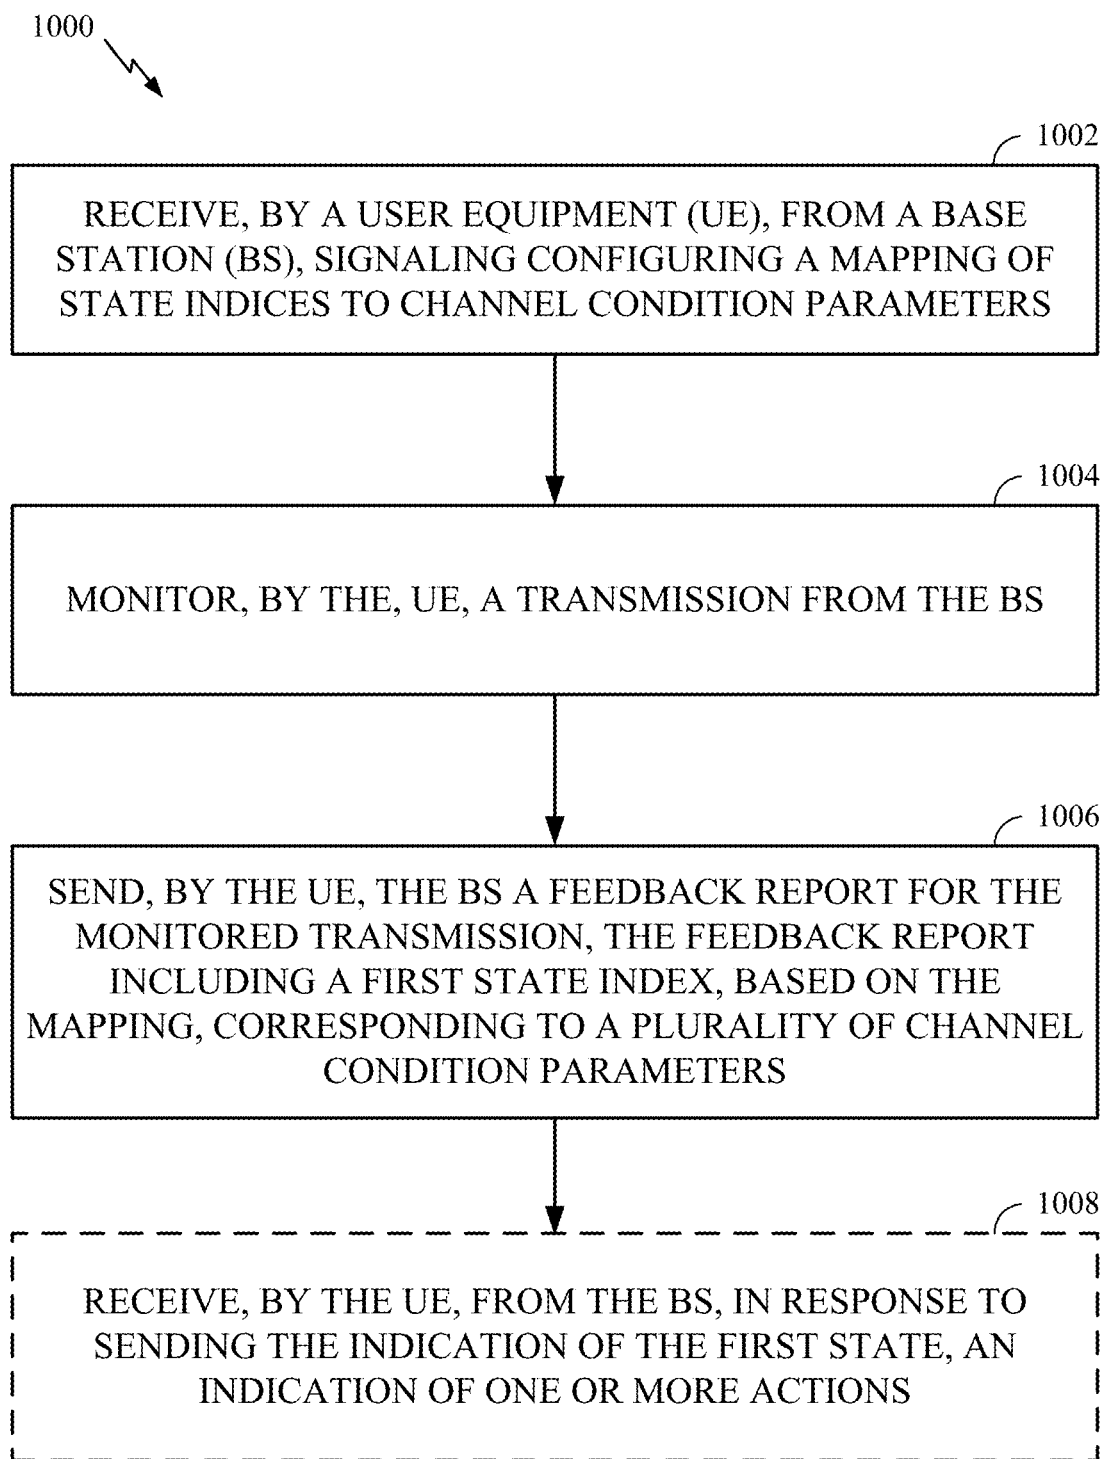 1000
1002
RECEIVE, BY A USER EQUIPMENT (UE), FROM A BASE
STATION (BS), SIGNALING CONFIGURING A MAPPING OF
STATE INDICES TO CHANNEL CONDITION PARAMETERS
1004
MONITOR, BY THE, UE, A TRANSMISSION FROM THE BS
1006
SEND, BY THE UE, THE BS A FEEDBACK REPORT FOR THE
MONITORED TRANSMISSION, THE FEEDBACK REPORT
INCLUDING A FIRST STATE INDEX, BASED ON THE
MAPPING, CORRESPONDING TO A PLURALITY OF CHANNEL
CONDITION PARAMETERS
1008
RECEIVE, BY THE UE, FROM THE BS, IN RESPONSE TO
SENDING THE INDICATION OF THE FIRST STATE, AN
INDICATION OF ONE OR MORE ACTIONS